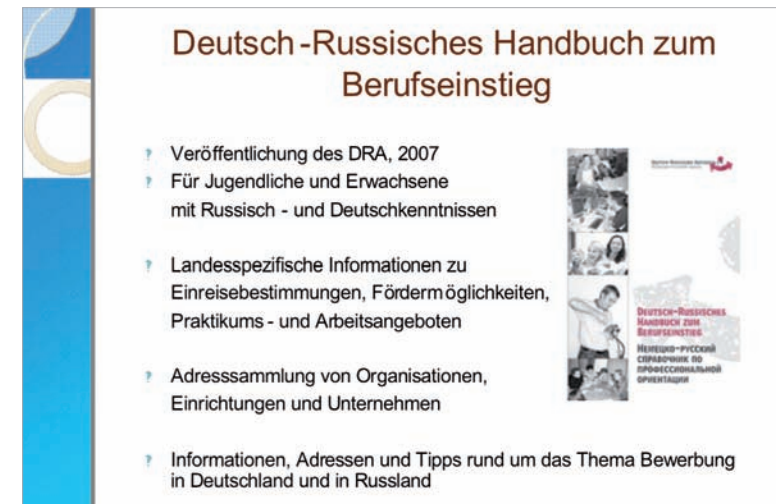 Deutsch-Russisches Handbuch zum
Berufseinstieg
? Veröffentlichung des DRA, 2007
? Für Jugendliche und Erwachsene
mit Russisch - und Deutschkenntnissen
? Landesspezifische Informationen zu
Einreisebestimmungen, Fördermöglichkeiten,
Praktikums - und Arbeitsangeboten
? Adresssammlung von Organisationen,
Einrichtungen und Unternehmen
? Informationen, Adressen und Tipps rund um das Thema Bewerbung
in Deutschland und in Russland
DEUTSCH-RUSSISCHES
HANDBUCH ZUM
BERUFSEINSTIEG
НЕМЕЦКО-РУССКИЙ
СПРАВОЧНИК ПО
ПРОФЕССИОНАЛЬНОЙ
ОРИЕНТАЦИИ